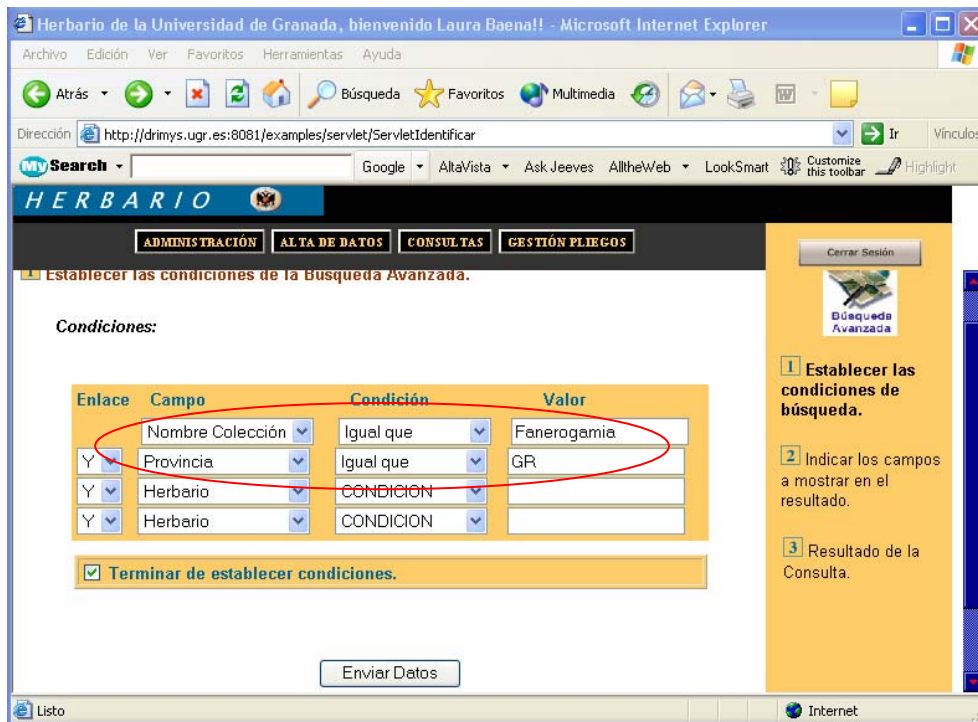 Herbario de la Universidad de Granada, bienvenido Laura Baena!! - Microsoft Internet Explorer
Archivo Edición Ver Favoritos Herramientas Ayuda
Atrás Búsqueda Favoritos Multimedia
Dirección http://drimys.ugr.es:8081/examples/servlet/ServletIdentificar Ir Vínculos
My Search Google AltaVista Ask Jeeves AlltheWeb LookSmart Customize this toolbar Highlight
HERBARIO
ADMINISTRACIÓN ALTA DE DATOS CONSULTAS GESTIÓN PLIEGOS
Cerrar Sesión
1 Establecer las condiciones de la Búsqueda Avanzada.
Búsqueda
Avanzada
Condiciones:
Enlace Campo Condición Valor
Nombre Colección Igual que Fanerogamia
Y Provincia Igual que GR
Y Herbario CONDICION
Y Herbario CONDICION
Terminar de establecer condiciones.
Enviar Datos
1 Establecer las
condiciones de
búsqueda.
2 Indicar los campos
a mostrar en el
resultado.
3 Resultado de la
Consulta.
Listo Internet